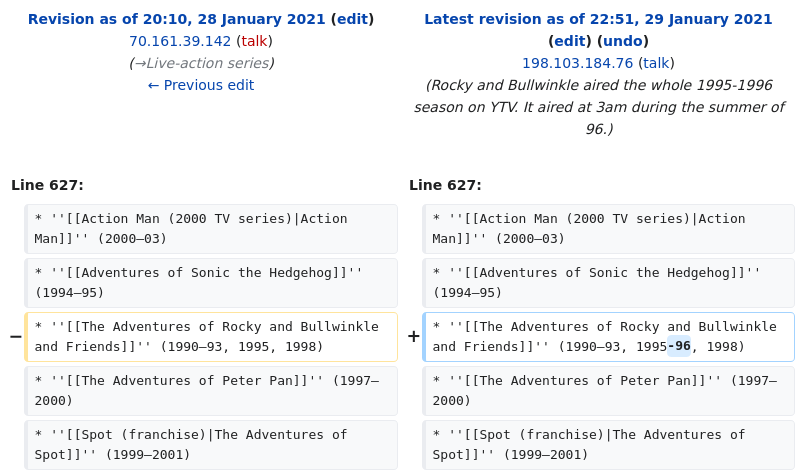 Revision as of 20:10, 28 January 2021 (edit)
70.161.39.142 (talk)
(→Live-action series)
← Previous edit
Latest revision as of 22:51, 29 January 2021
(edit) (undo)
198.103.184.76 (talk)
(Rocky and Bullwinkle aired the whole 1995-1996
season on YTV. It aired at 3am during the summer of
96.)
Line 627:
Line 627:
* ''[[Action Man (2000 TV series)|Action
Man]]'' (2000–03)
* ''[[Action Man (2000 TV series)|Action
Man]]'' (2000–03)
* ''[[Adventures of Sonic the Hedgehog]]''
(1994–95)
* ''[[Adventures of Sonic the Hedgehog]]''
(1994–95)
− * ''[[The Adventures of Rocky and Bullwinkle
and Friends]]'' (1990–93, 1995, 1998)
+ * ''[[The Adventures of Rocky and Bullwinkle
and Friends]]'' (1990–93, 1995-96, 1998)
* ''[[The Adventures of Peter Pan]]'' (1997–
2000)
* ''[[The Adventures of Peter Pan]]'' (1997–
2000)
* ''[[Spot (franchise)|The Adventures of
Spot]]'' (1999–2001)
* ''[[Spot (franchise)|The Adventures of
Spot]]'' (1999–2001)